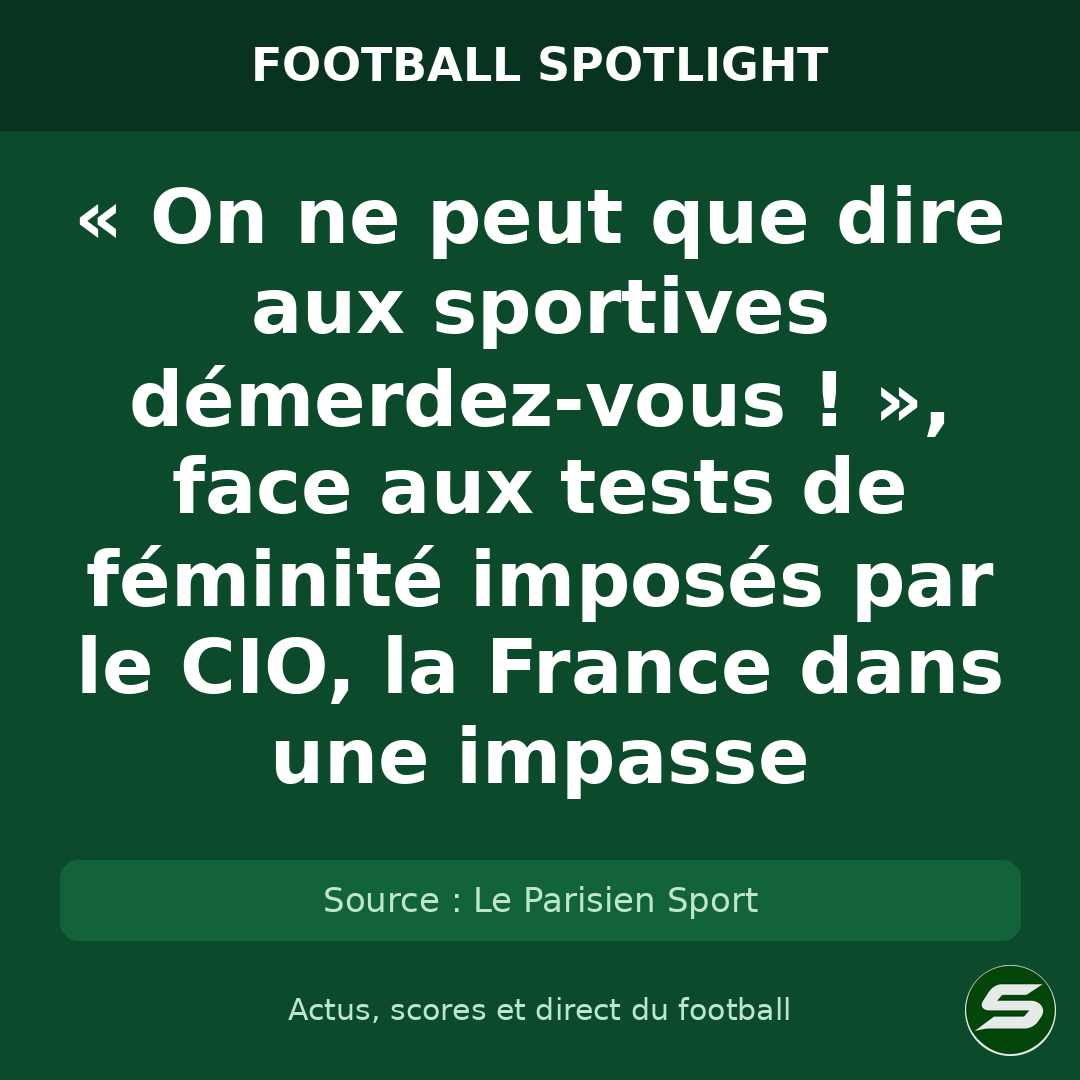 FOOTBALL SPOTLIGHT
« On ne peut que dire
aux sportives
démerdez-vous ! »,
face aux tests de
féminité imposés par
le CIO, la France dans
une impasse
Source : Le Parisien Sport
Actus, scores et direct du football
S